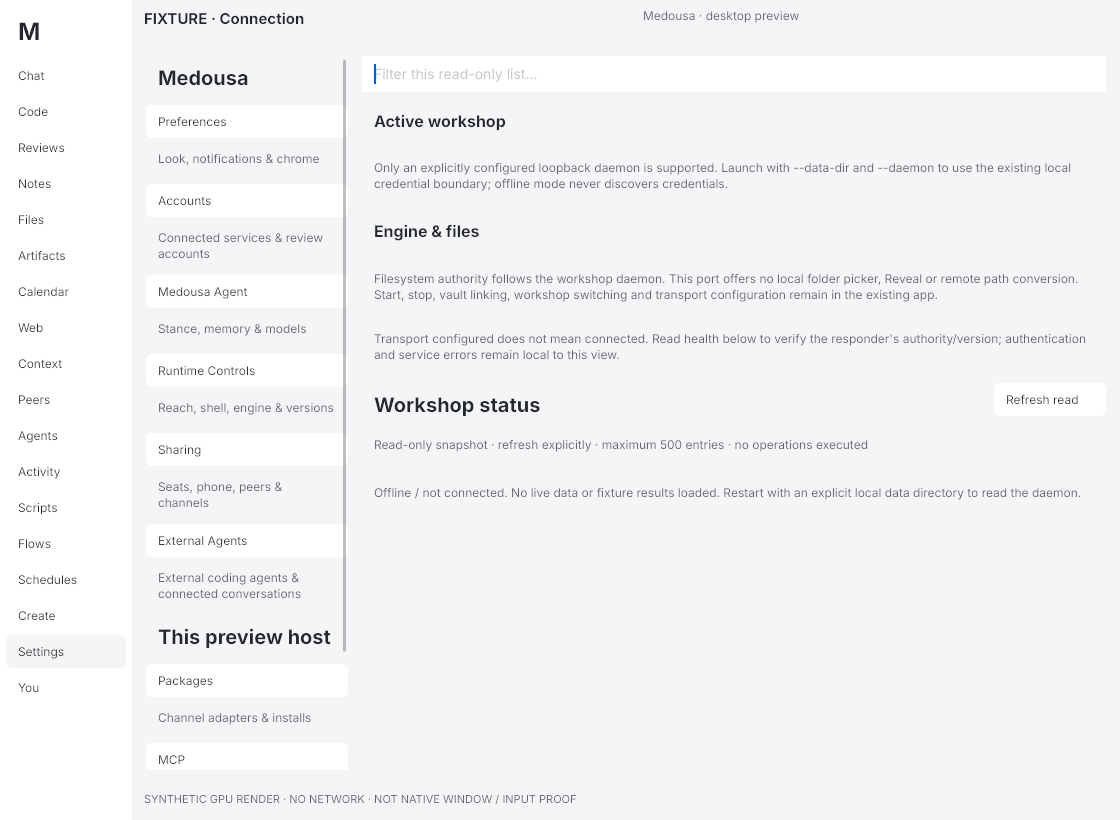 M
Chat
Code
Reviews
Notes
Files
Artifacts
Calendar
Web
Context
Peers
Agents
Activity
Scripts
Flows
Schedules
Create
Settings
You
FIXTURE · Connection
Medousa · desktop preview
Medousa
Preferences
Look, notifications & chrome
Accounts
Connected services & review
accounts
Medousa Agent
Stance, memory & models
Runtime Controls
Reach, shell, engine & versions
Sharing
Seats, phone, peers &
channels
External Agents
External coding agents &
connected conversations
This preview host
Packages
Channel adapters & installs
MCP
Filter this read-only list...
Active workshop
Only an explicitly configured loopback daemon is supported. Launch with --data-dir and --daemon to use the existing local
credential boundary; offline mode never discovers credentials.
Engine & files
Filesystem authority follows the workshop daemon. This port offers no local folder picker, Reveal or remote path conversion.
Start, stop, vault linking, workshop switching and transport configuration remain in the existing app.
Transport configured does not mean connected. Read health below to verify the responder's authority/version; authentication
and service errors remain local to this view.
Workshop status
Refresh read
Read-only snapshot · refresh explicitly · maximum 500 entries · no operations executed
Offline / not connected. No live data or fixture results loaded. Restart with an explicit local data directory to read the daemon.
SYNTHETIC GPU RENDER · NO NETWORK · NOT NATIVE WINDOW / INPUT PROOF